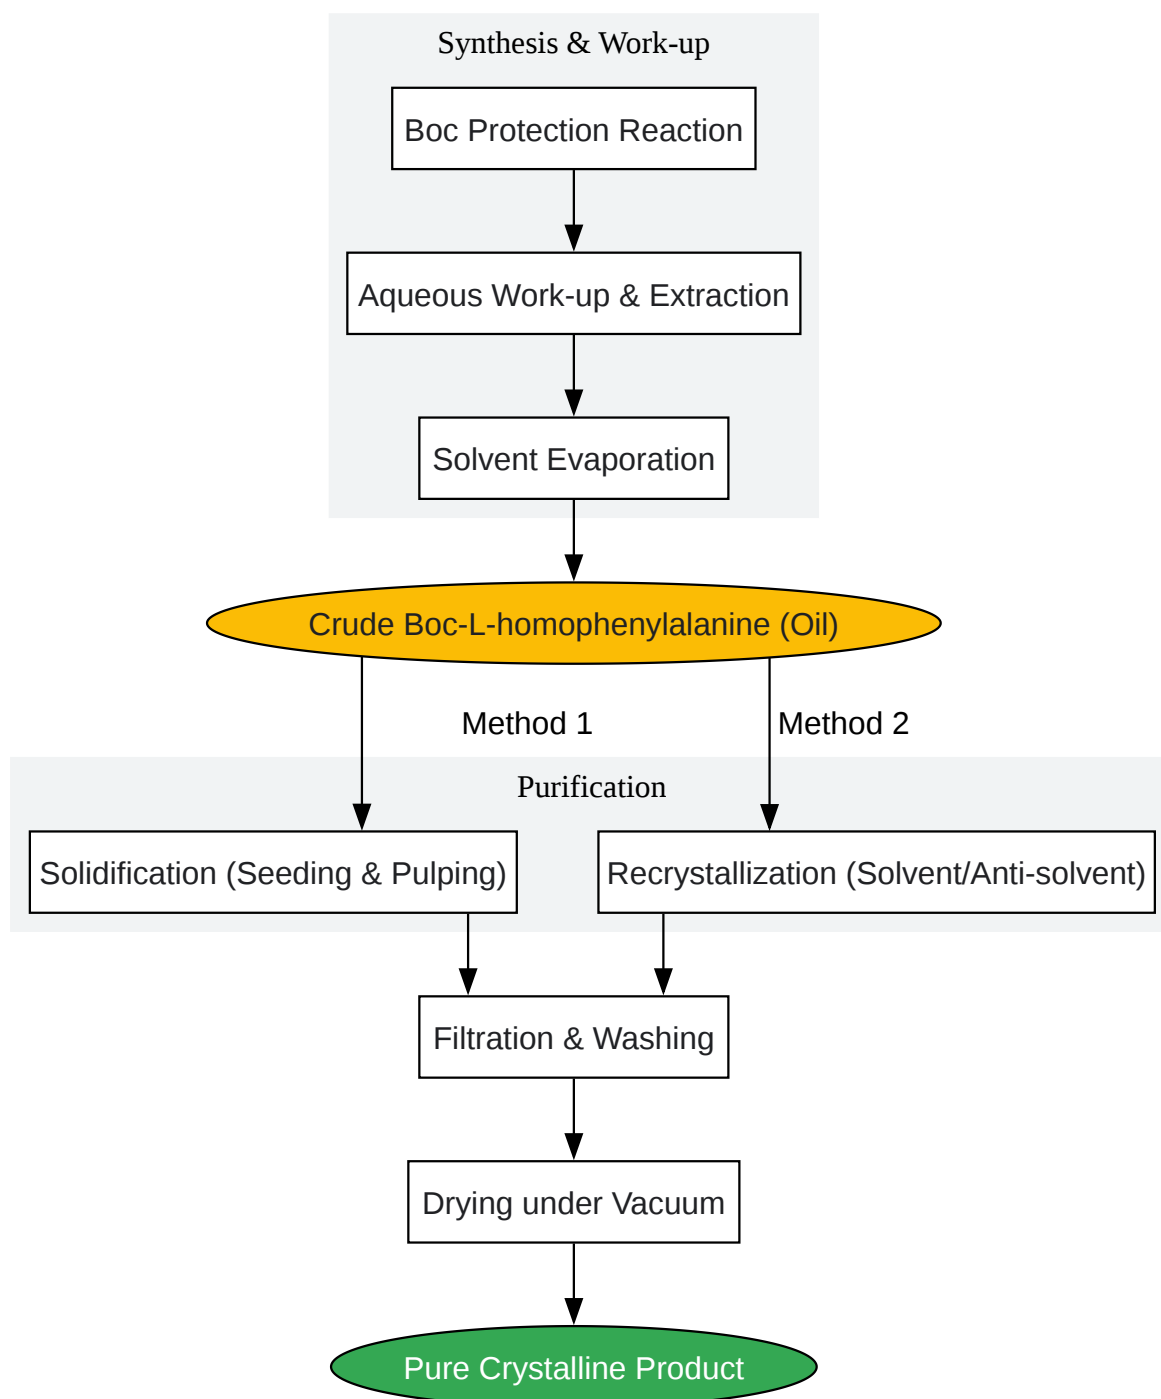 Synthesis & Work-up
Boc Protection Reaction
Aqueous Work-up & Extraction
Solvent Evaporation
Crude Boc-L-homophenylalanine (Oil)
Method 1
Method 2
Purification
Solidification (Seeding & Pulping)
Recrystallization (Solvent/Anti-solvent)
Filtration & Washing
Drying under Vacuum
Pure Crystalline Product